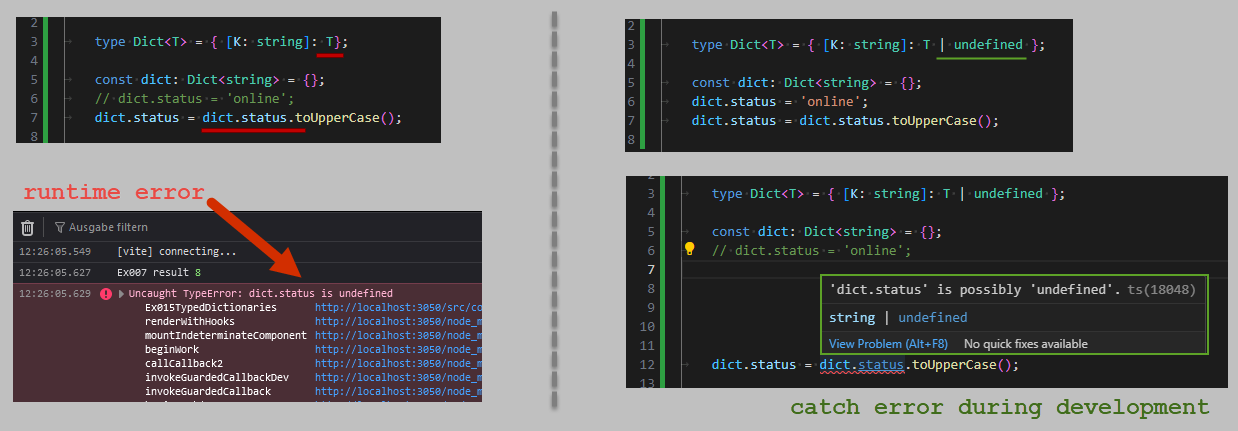 2
3 type Dict<T> = { [K: string]: T};
4
5 const dict: Dict<string> = {};
6 // dict.status = 'online';
7 dict.status = dict.status.toUpperCase();
8
runtime error
Ausgabe filtern
12:26:05.549 [vite] connecting...
12:26:05.627 Ex007 result 8
12:26:05.629 Uncaught TypeError: dict.status is undefined
Ex015TypedDictionaries http://localhost:3050/src/co
renderWithHooks http://localhost:3050/node_m
mountIndeterminateComponent http://localhost:3050/node_m
beginWork http://localhost:3050/node_m
callCallback2 http://localhost:3050/node_m
invokeGuardedCallbackDev http://localhost:3050/node_m
invokeGuardedCallback http://localhost:3050/node_m
2
3 type Dict<T> = { [K: string]: T | undefined };
4
5 const dict: Dict<string> = {};
6 dict.status = 'online';
7 dict.status = dict.status.toUpperCase();
8
3 type Dict<T> = { [K: string]: T | undefined };
4
5 const dict: Dict<string> = {};
6 // dict.status = 'online';
7
8 'dict.status' is possibly 'undefined'. ts(18048)
9 string | undefined
10
11 View Problem (Alt+F8) No quick fixes available
12 dict.status = dict.status.toUpperCase();
13
catch error during development